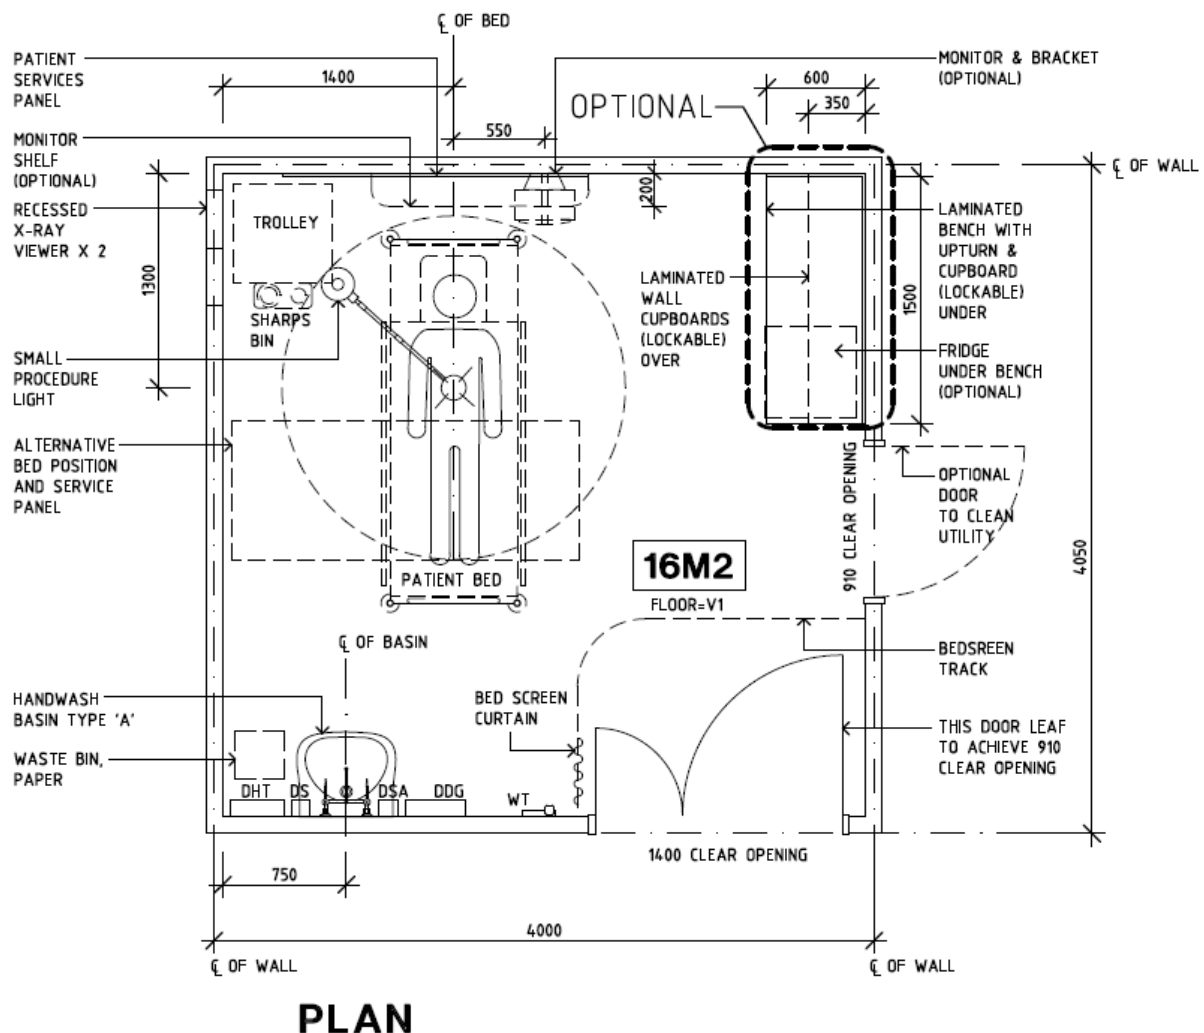 ℄ OF BED
PATIENT
SERVICES
PANEL
1400
MONITOR & BRACKET
(OPTIONAL)
600
350
OPTIONAL
550
MONITOR
SHELF
(OPTIONAL)
℄ OF WALL
200
RECESSED
X-RAY
VIEWER X 2
TROLLEY
LAMINATED
BENCH WITH
UPTURN &
CUPBOARD
(LOCKABLE)
UNDER
1300
LAMINATED
WALL
CUPBOARDS
(LOCKABLE)
OVER
1500
SHARPS
BIN
SMALL
PROCEDURE
LIGHT
FRIDGE
UNDER BENCH
(OPTIONAL)
ALTERNATIVE
BED POSITION
AND SERVICE
PANEL
910 CLEAR OPENING
OPTIONAL
DOOR
TO CLEAN
UTILITY
4050
16M2
FLOOR=V1
PATIENT BED
℄ OF BASIN
BEDSREEN
TRACK
HANDWASH
BASIN TYPE 'A'
BED SCREEN
CURTAIN
THIS DOOR LEAF
TO ACHIEVE 910
CLEAR OPENING
WASTE BIN,
PAPER
DHT DS DSA DDG
WT
1400 CLEAR OPENING
750
4000
℄ OF WALL
℄ OF WALL
PLAN